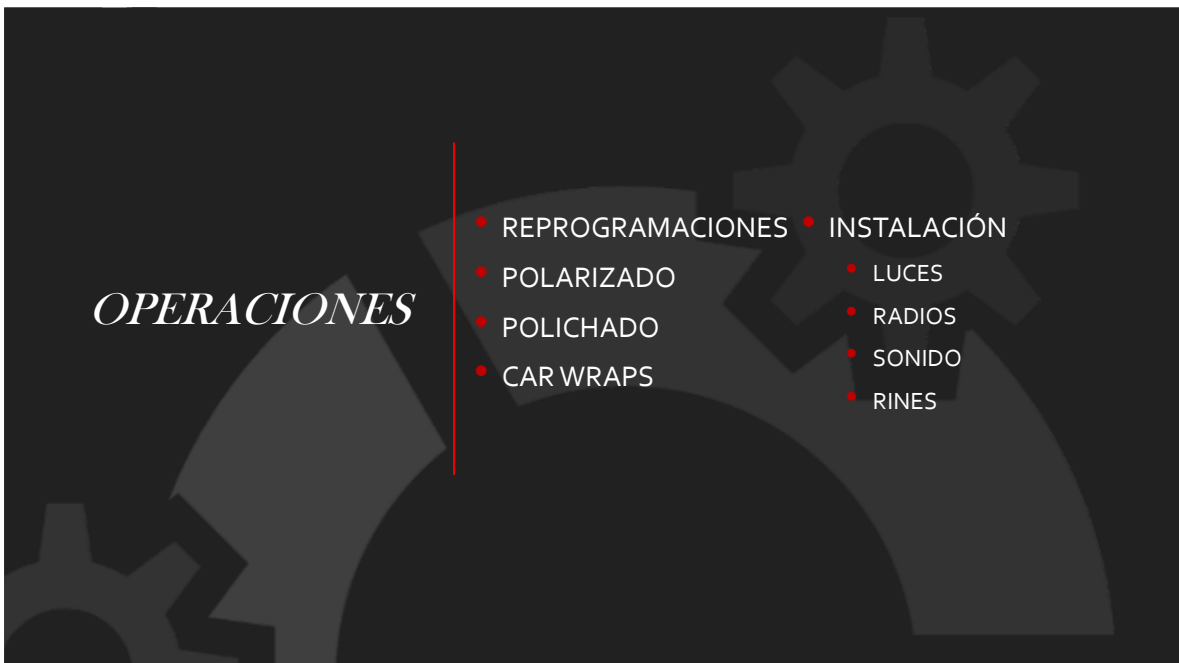 OPERACIONES
REPROGRAMACIONES
POLARIZADO
POLICHADO
CAR WRAPS
INSTALACIÓN
LUCES
RADIOS
SONIDO
RINES